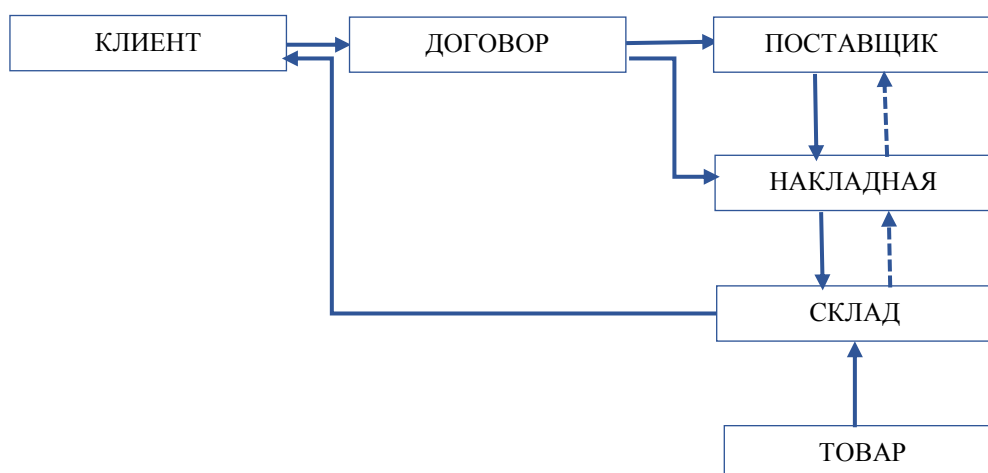 КЛИЕНТ
ДОГОВОР
ПОСТАВЩИК
НАКЛАДНАЯ
СКЛАД
ТОВАР